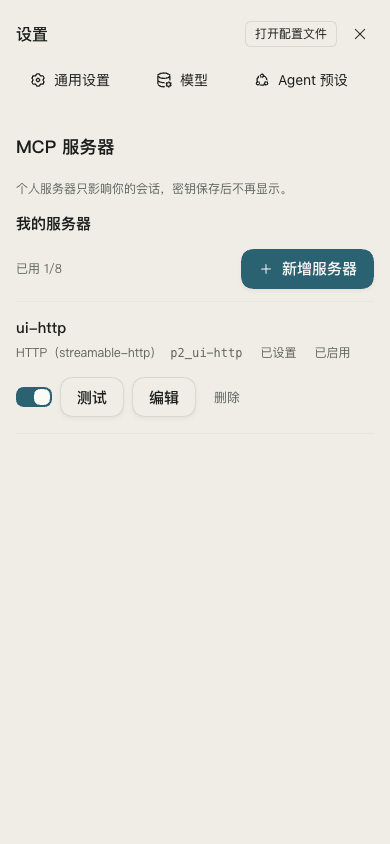 设置
打开配置文件
通用设置 模型 Agent 预设
MCP 服务器
个人服务器只影响你的会话，密钥保存后不再显示。
我的服务器
已用 1/8
+ 新增服务器
ui-http
HTTP（streamable-http） p2_ui-http 已设置 已启用
测试 编辑 删除